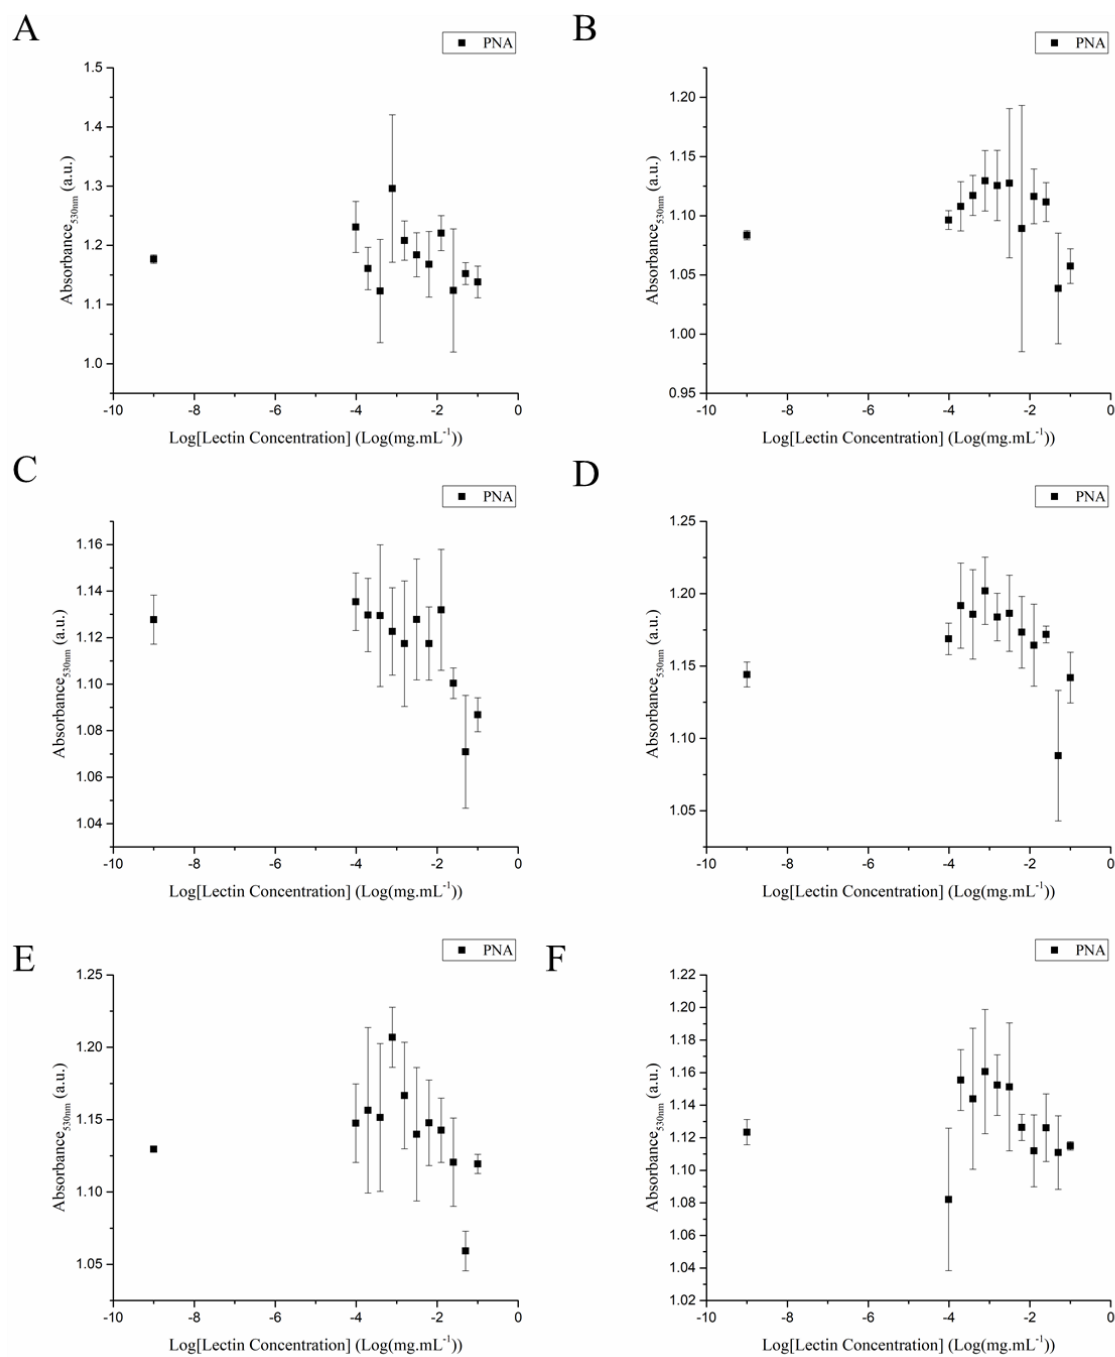 A
PNA
1.5
1.4
1.3
1.2
1.1
1.0
Absorbance530nm (a.u.)
-10 -8 -6 -4 -2 0
Log[Lectin Concentration] (Log(mg.mL-1))
B
PNA
1.20
1.15
1.10
1.05
1.00
0.95
Absorbance530nm (a.u.)
-10 -8 -6 -4 -2 0
Log[Lectin Concentration] (Log(mg.mL-1))
C
PNA
1.16
1.14
1.12
1.10
1.08
1.06
1.04
Absorbance530nm (a.u.)
-10 -8 -6 -4 -2 0
Log[Lectin Concentration] (Log(mg.mL-1))
D
PNA
1.25
1.20
1.15
1.10
1.05
Absorbance530nm (a.u.)
-10 -8 -6 -4 -2 0
Log[Lectin Concentration] (Log(mg.mL-1))
E
PNA
1.25
1.20
1.15
1.10
1.05
Absorbance530nm (a.u.)
-10 -8 -6 -4 -2 0
Log[Lectin Concentration] (Log(mg.mL-1))
F
PNA
1.22
1.20
1.18
1.16
1.14
1.12
1.10
1.08
1.06
1.04
1.02
Absorbance530nm (a.u.)
-10 -8 -6 -4 -2 0
Log[Lectin Concentration] (Log(mg.mL-1))